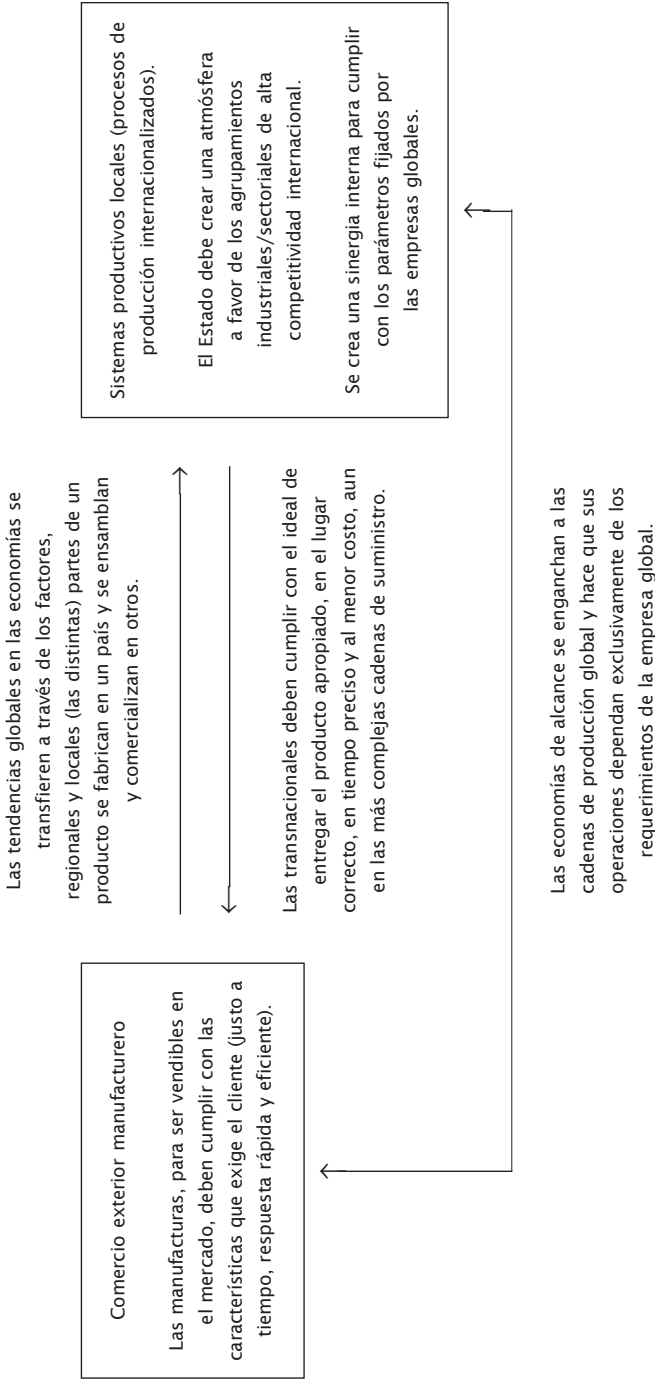 Comercio exterior manufacturero
Las manufacturas, para ser vendibles en
el mercado, deben cumplir con las
características que exige el cliente (justo a
tiempo, respuesta rápida y eficiente).
Las tendencias globales en las economías se
transfieren a través de los factores,
regionales y locales (las distintas) partes de un
producto se fabrican en un país y se ensamblan
y comercializan en otros.
Las transnacionales deben cumplir con el ideal de
entregar el producto apropiado, en el lugar
correcto, en tiempo preciso y al menor costo, aun
en las más complejas cadenas de suministro.
Sistemas productivos locales (procesos de
producción internacionalizados).
El Estado debe crear una atmósfera
a favor de los agrupamientos
industriales/sectoriales de alta
competitividad internacional.
Se crea una sinergia interna para cumplir
con los parámetros fijados por
las empresas globales.
Las economías de alcance se enganchan a las
cadenas de producción global y hace que sus
operaciones dependan exclusivamente de los
requerimientos de la empresa global.